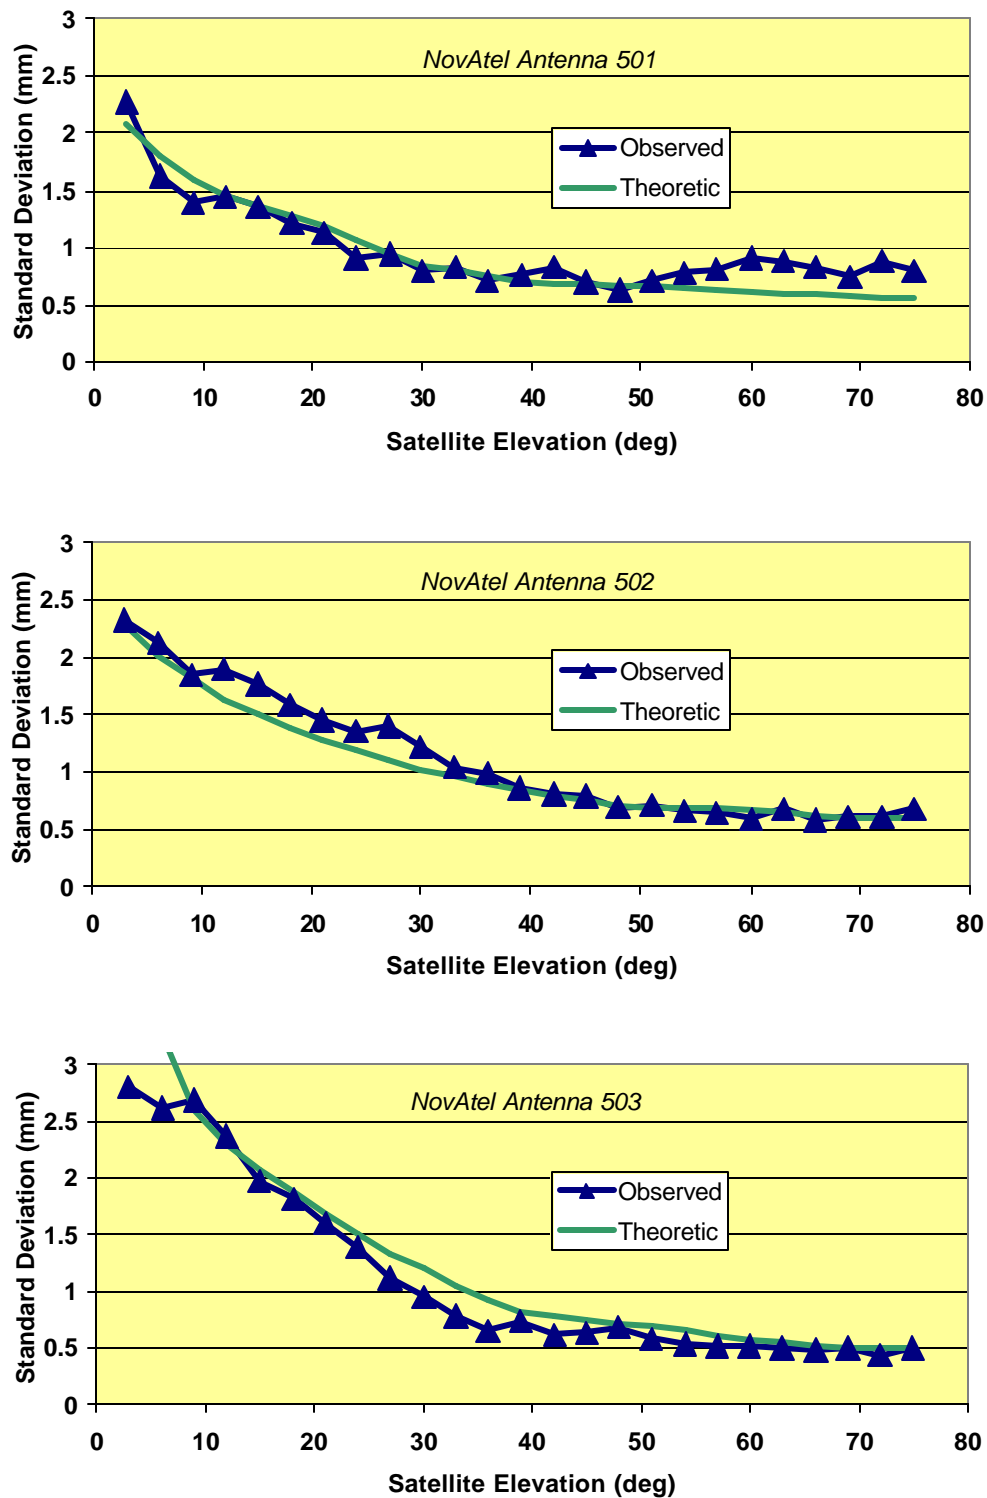 3
NovAtel Antenna 501
2.5
2
Observed
1.5
Theoretic
1
0.5
0
Standard Deviation (mm)
0 10 20 30 40 50 60 70 80
Satellite Elevation (deg)
3
NovAtel Antenna 502
2.5
2
Observed
1.5
Theoretic
1
0.5
0
Standard Deviation (mm)
0 10 20 30 40 50 60 70 80
Satellite Elevation (deg)
3
NovAtel Antenna 503
2.5
2
Observed
1.5
Theoretic
1
0.5
0
Standard Deviation (mm)
0 10 20 30 40 50 60 70 80
Satellite Elevation (deg)